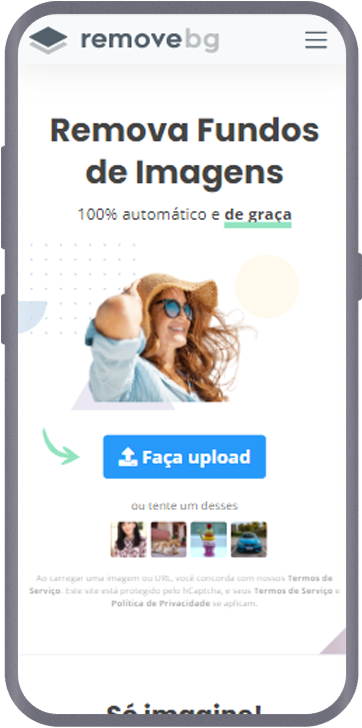 removebg
Remova Fundos
de Imagens
100% automático e de graça
Faça upload
ou tente um desses
Ao carregar uma imagem ou URL, você concorda com nossos Termos de
Serviço. Este site está protegido pelo hCaptcha, e seus Termos de Serviço e
Política de Privacidade se aplicam.
Só imagine!